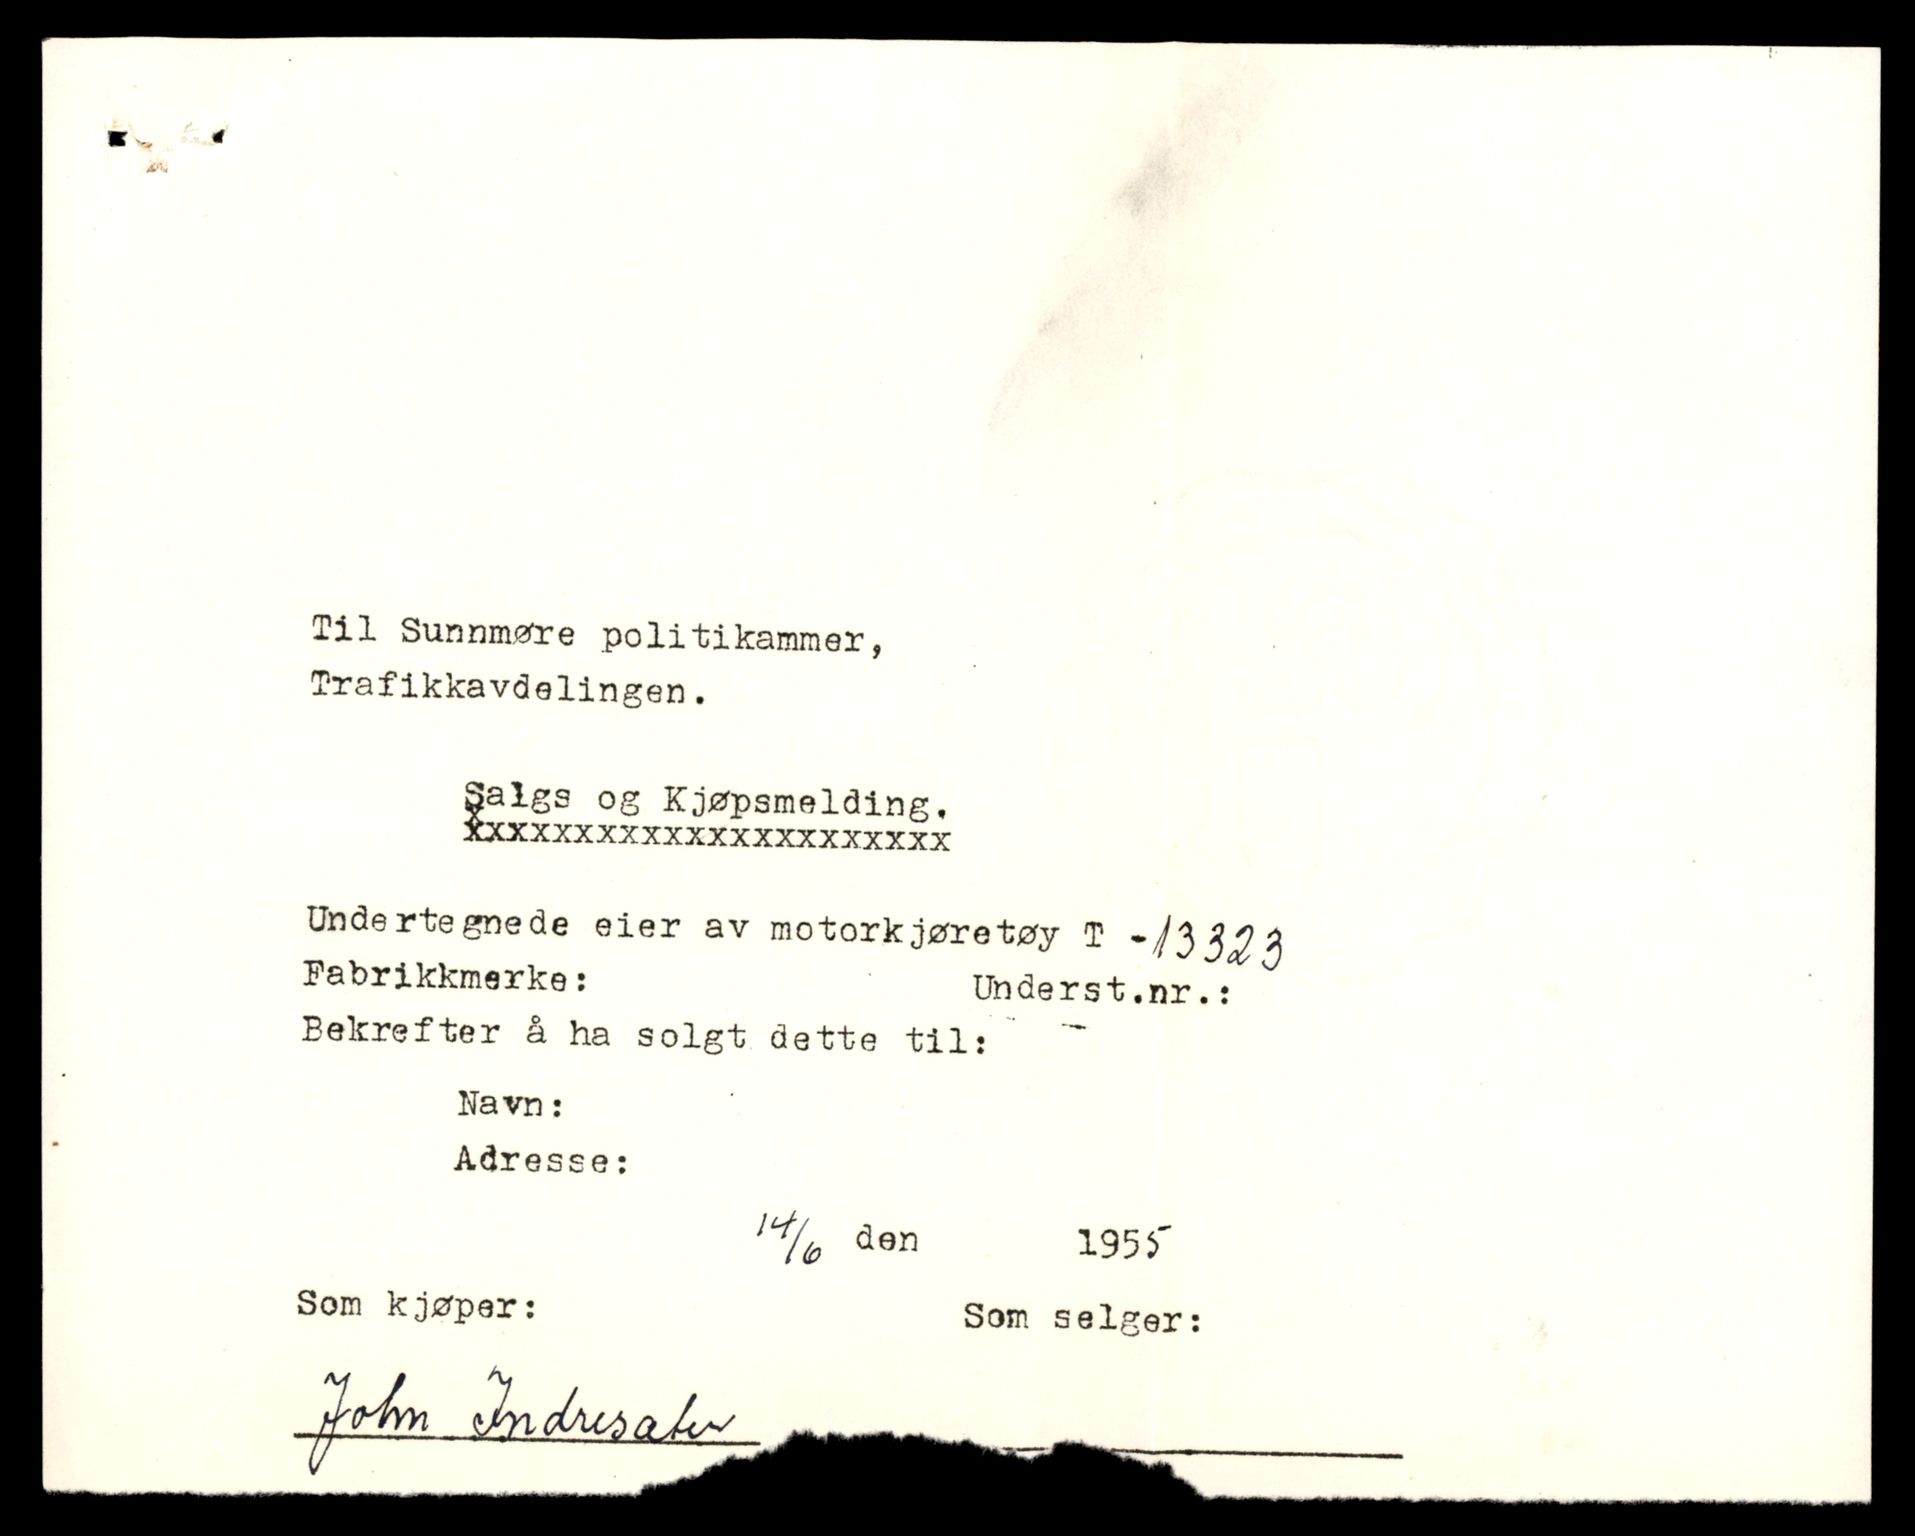 Til Sunnmøre politikammer,
Trafikkavdelingen.
Salgs og Kjøpsmelding.
xxxxxxxxxxxxxxxxxxxxxx
Undertegnede eier av motorkjøretøy T -13323
Fabrikkmerke: Underst.nr.:
Bekrefter å ha solgt dette til:
Navn:
Adresse:
14/6 den 1955
Som kjøper: Som selger:
John Indresæter